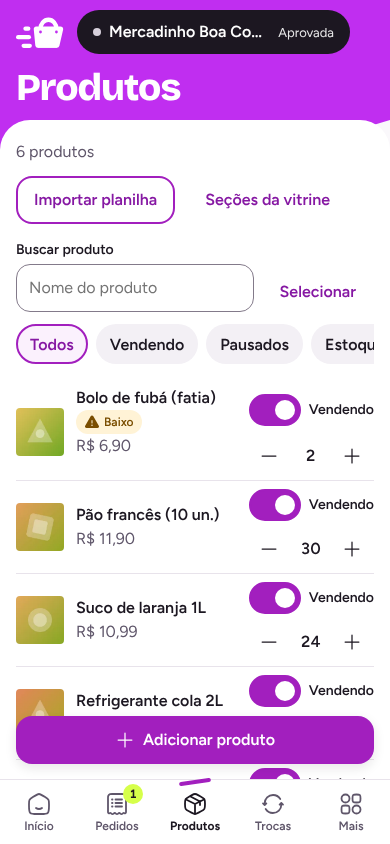 Mercadinho Boa Co... Aprovada
Produtos
6 produtos
Importar planilha Seções da vitrine
Buscar produto
Nome do produto Selecionar
Todos Vendendo Pausados Estoqu
Bolo de fubá (fatia) Vendendo
Baixo
R$ 6,90 2
Pão francês (10 un.) Vendendo
R$ 11,90 30
Suco de laranja 1L Vendendo
R$ 10,99 24
Refrigerante cola 2L Vendendo
Adicionar produto
1
Início Pedidos Produtos Trocas Mais